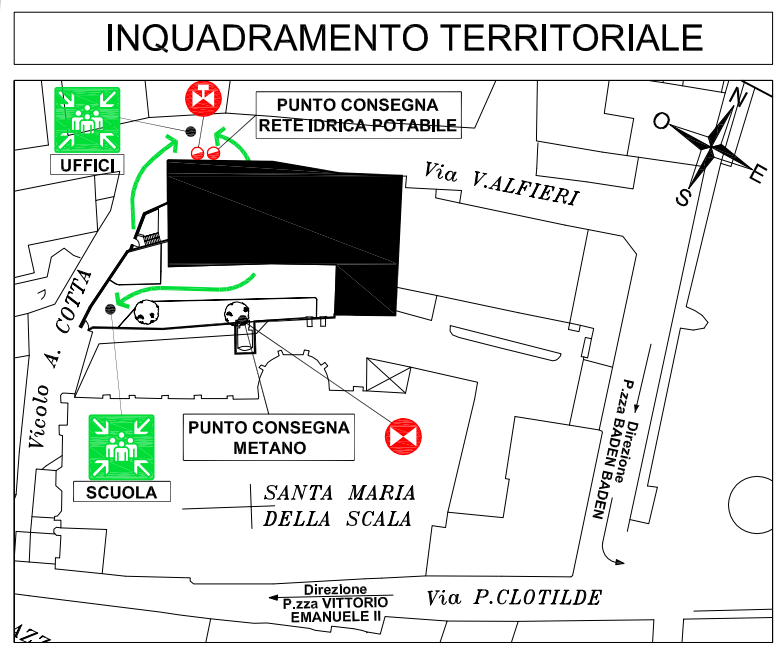 INQUADRAMENTO TERRITORIALE
PUNTO CONSEGNA
RETE IDRICA POTABILE
UFFICI
N
O
E
S
Via V.ALFIERI
Vicolo A. COTTA
Direzione
P.zza BADEN BADEN
PUNTO CONSEGNA
METANO
SCUOLA
SANTA MARIA
DELLA SCALA
Direzione
P.zza VITTORIO
EMANUELE II
Via P.CLOTILDE
AZZ